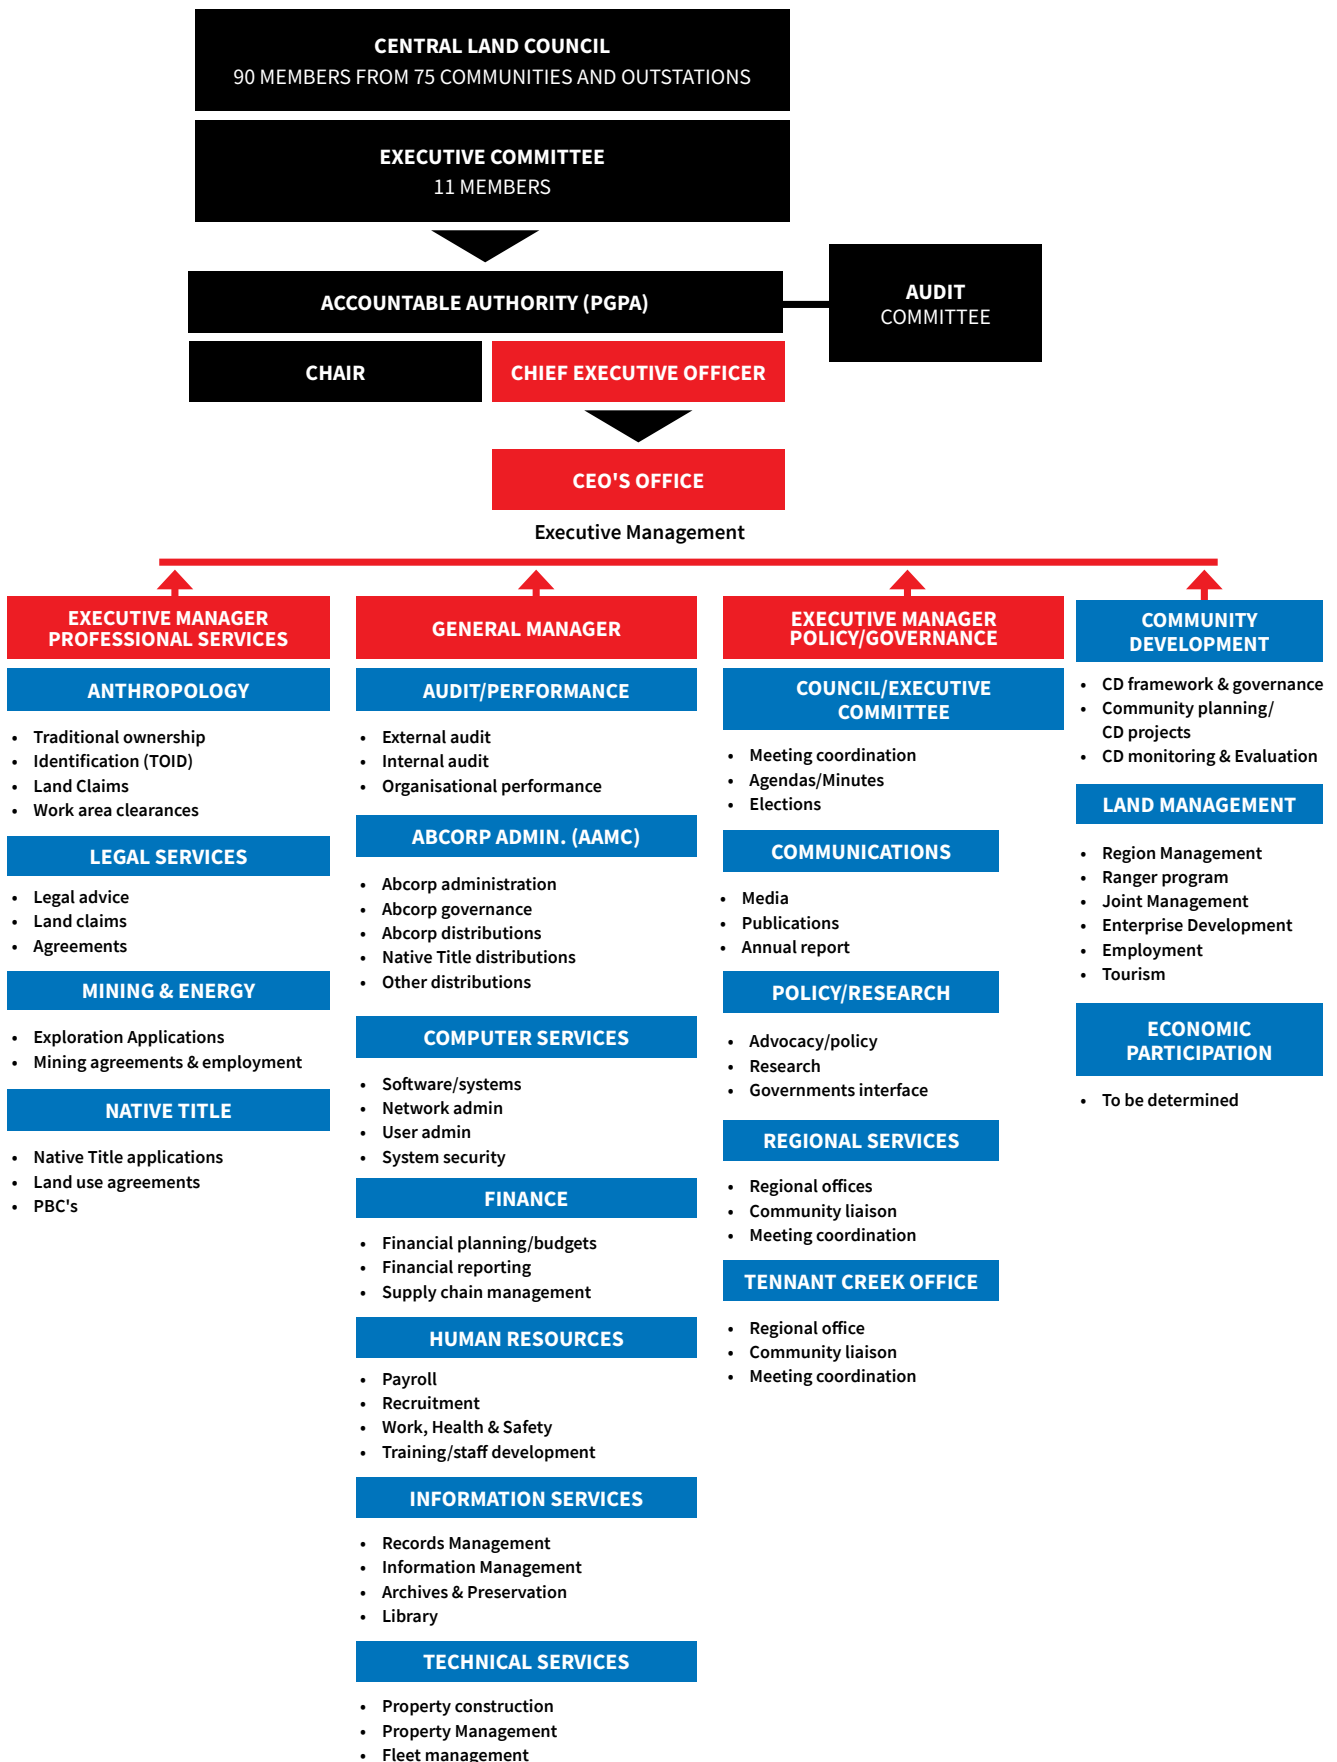 CENTRAL LAND COUNCIL
90 MEMBERS FROM 75 COMMUNITIES AND OUTSTATIONS
EXECUTIVE COMMITTEE
11 MEMBERS
ACCOUNTABLE AUTHORITY (PGPA)
AUDIT
COMMITTEE
CHAIR
CHIEF EXECUTIVE OFFICER
CEO'S OFFICE
Executive Management
EXECUTIVE MANAGER
PROFESSIONAL SERVICES
ANTHROPOLOGY
• Traditional ownership
• Identification (TOID)
• Land Claims
• Work area clearances
LEGAL SERVICES
• Legal advice
• Land claims
• Agreements
MINING & ENERGY
• Exploration Applications
• Mining agreements & employment
NATIVE TITLE
• Native Title applications
• Land use agreements
• PBC's
GENERAL MANAGER
AUDIT/PERFORMANCE
• External audit
• Internal audit
• Organisational performance
ABCORP ADMIN. (AAMC)
• Abcorp administration
• Abcorp governance
• Abcorp distributions
• Native Title distributions
• Other distributions
COMPUTER SERVICES
• Software/systems
• Network admin
• User admin
• System security
FINANCE
• Financial planning/budgets
• Financial reporting
• Supply chain management
HUMAN RESOURCES
• Payroll
• Recruitment
• Work, Health & Safety
• Training/staff development
INFORMATION SERVICES
• Records Management
• Information Management
• Archives & Preservation
• Library
TECHNICAL SERVICES
• Property construction
• Property Management
• Fleet management
EXECUTIVE MANAGER
POLICY/GOVERNANCE
COUNCIL/EXECUTIVE
COMMITTEE
• Meeting coordination
• Agendas/Minutes
• Elections
COMMUNICATIONS
• Media
• Publications
• Annual report
POLICY/RESEARCH
• Advocacy/policy
• Research
• Governments interface
REGIONAL SERVICES
• Regional offices
• Community liaison
• Meeting coordination
TENNANT CREEK OFFICE
• Regional office
• Community liaison
• Meeting coordination
COMMUNITY
DEVELOPMENT
• CD framework & governance
• Community planning/
CD projects
• CD monitoring & Evaluation
LAND MANAGEMENT
• Region Management
• Ranger program
• Joint Management
• Enterprise Development
• Employment
• Tourism
ECONOMIC
PARTICIPATION
• To be determined